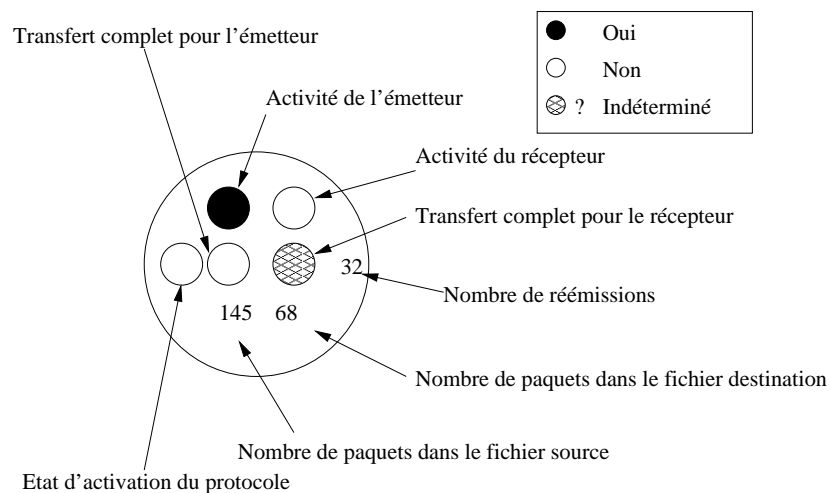 Transfert complet pour l'émetteur
Oui
Non
? Indéterminé
Activité de l'émetteur
Activité du récepteur
Transfert complet pour le récepteur
32
Nombre de réémissions
145 68
Nombre de paquets dans le fichier destination
Nombre de paquets dans le fichier source
Etat d'activation du protocole